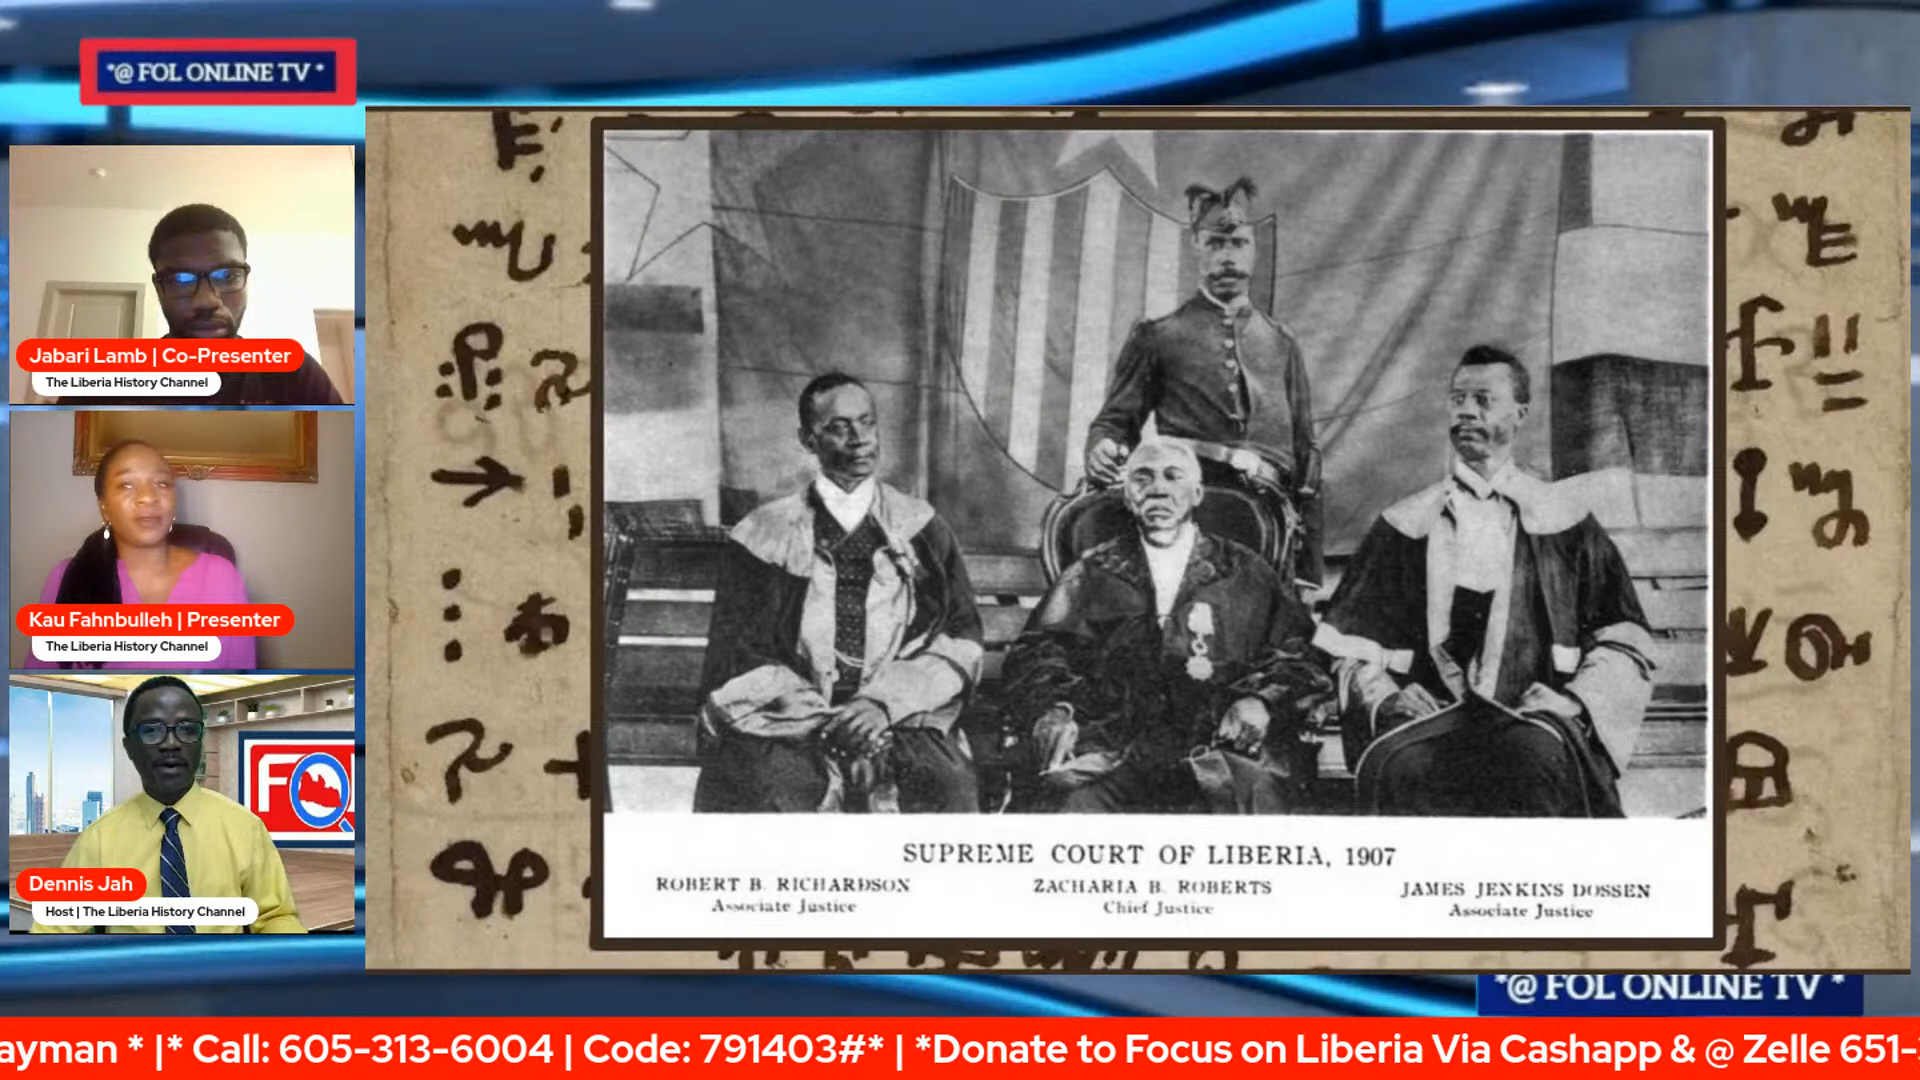 *@ FOL ONLINE TV *
Jabari Lamb | Co-Presenter
The Liberia History Channel
Kau Fahnbulleh | Presenter
The Liberia History Channel
Dennis Jah
Host | The Liberia History Channel
SUPREME COURT OF LIBERIA, 1907
ROBERT B. RICHARDSON
Associate Justice
ZACHARIA B. ROBERTS
Chief Justice
JAMES JENKINS DOSSEN
Associate Justice
*@ FOL ONLINE TV *
ayman * |* Call: 605-313-6004 | Code: 791403#* | *Donate to Focus on Liberia Via Cashapp & @ Zelle 651-